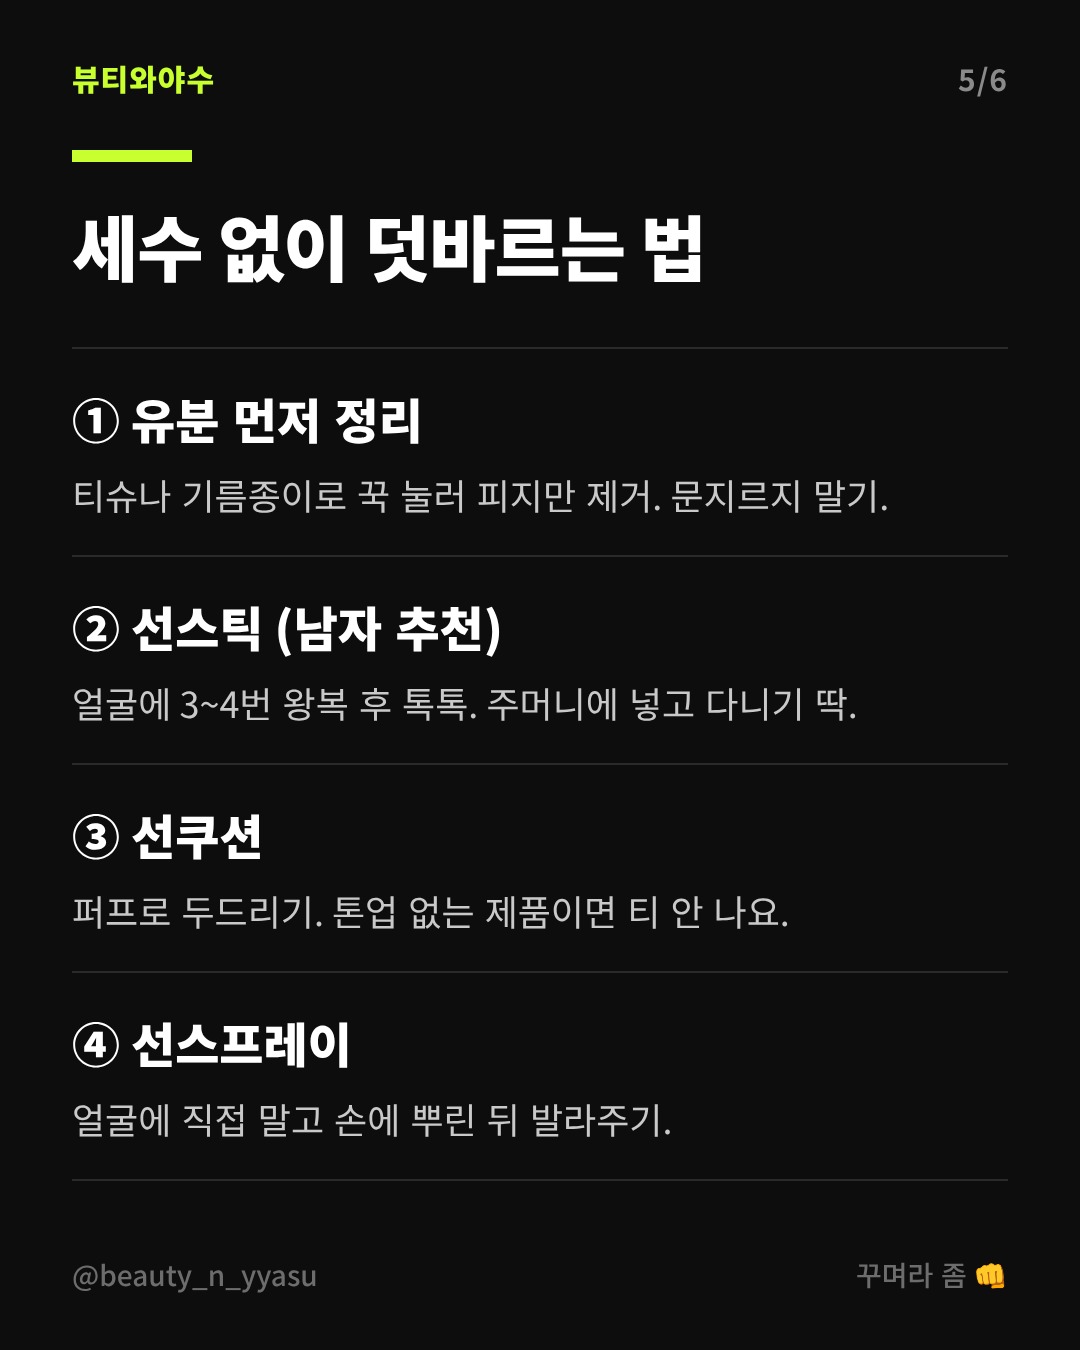 뷰티와야수
5/6
세수 없이 덧바르는 법
① 유분 먼저 정리
티슈나 기름종이로 꾹 눌러 피지만 제거. 문지르지 말기.
② 선스틱 (남자 추천)
얼굴에 3~4번 왕복 후 톡톡. 주머니에 넣고 다니기 딱.
③ 선쿠션
퍼프로 두드리기. 톤업 없는 제품이면 티 안 나요.
④ 선스프레이
얼굴에 직접 말고 손에 뿌린 뒤 발라주기.
@beauty_n_yyasu
꾸며라 좀 👊